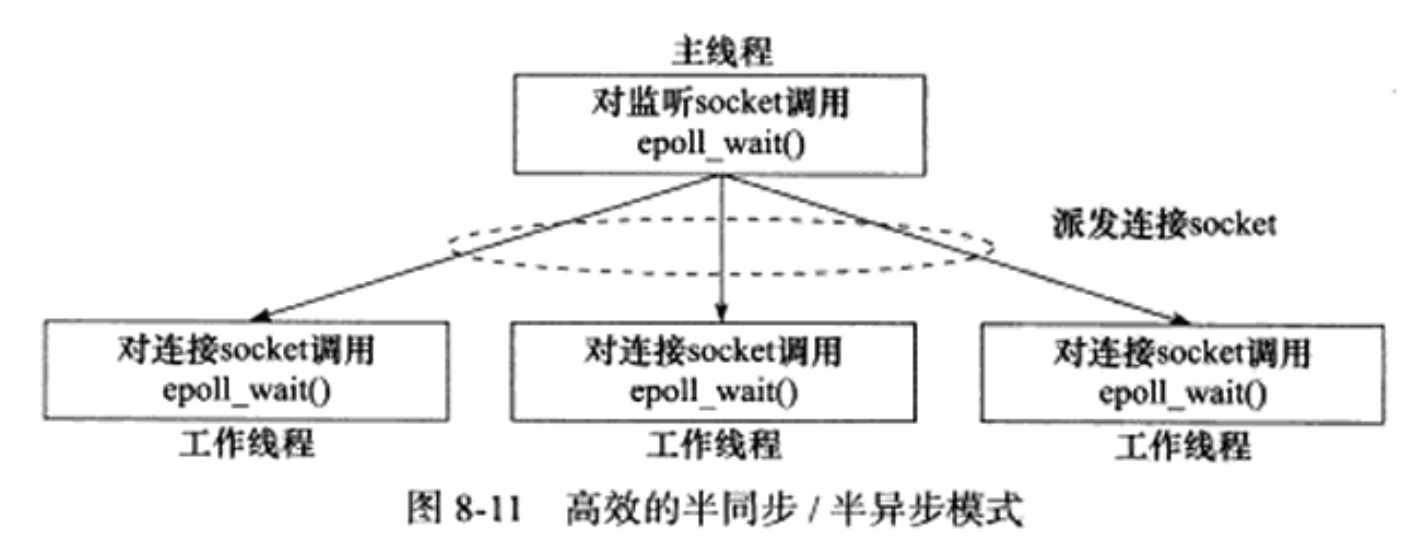 主线程
对监听socket调用
epoll_wait()
派发连接socket
对连接socket调用
epoll_wait()
工作线程
对连接socket调用
epoll_wait()
工作线程
对连接socket调用
epoll_wait()
工作线程
图 8-11 高效的半同步 / 半异步模式